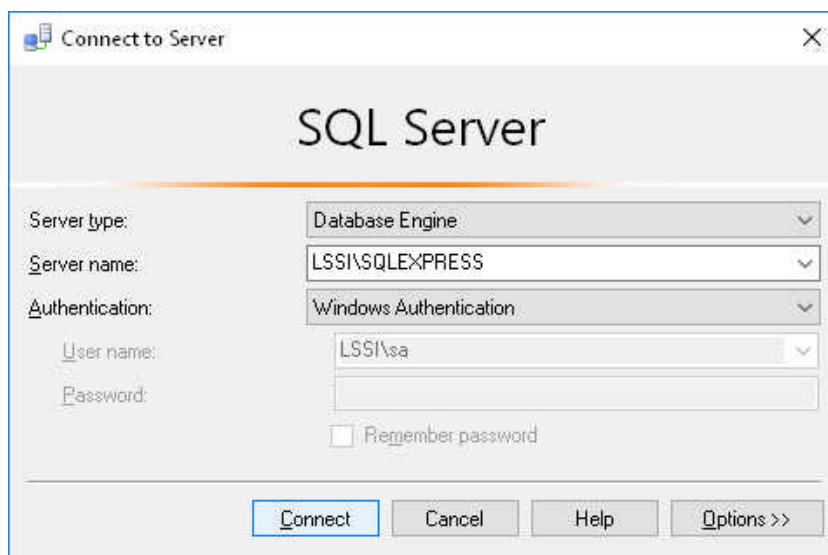 Connect to Server
SQL Server
Server type: Database Engine
Server name: LSSI\SQLEXPRESS
Authentication: Windows Authentication
User name: LSSI\sa
Password:
Remember password
Connect Cancel Help Options >>